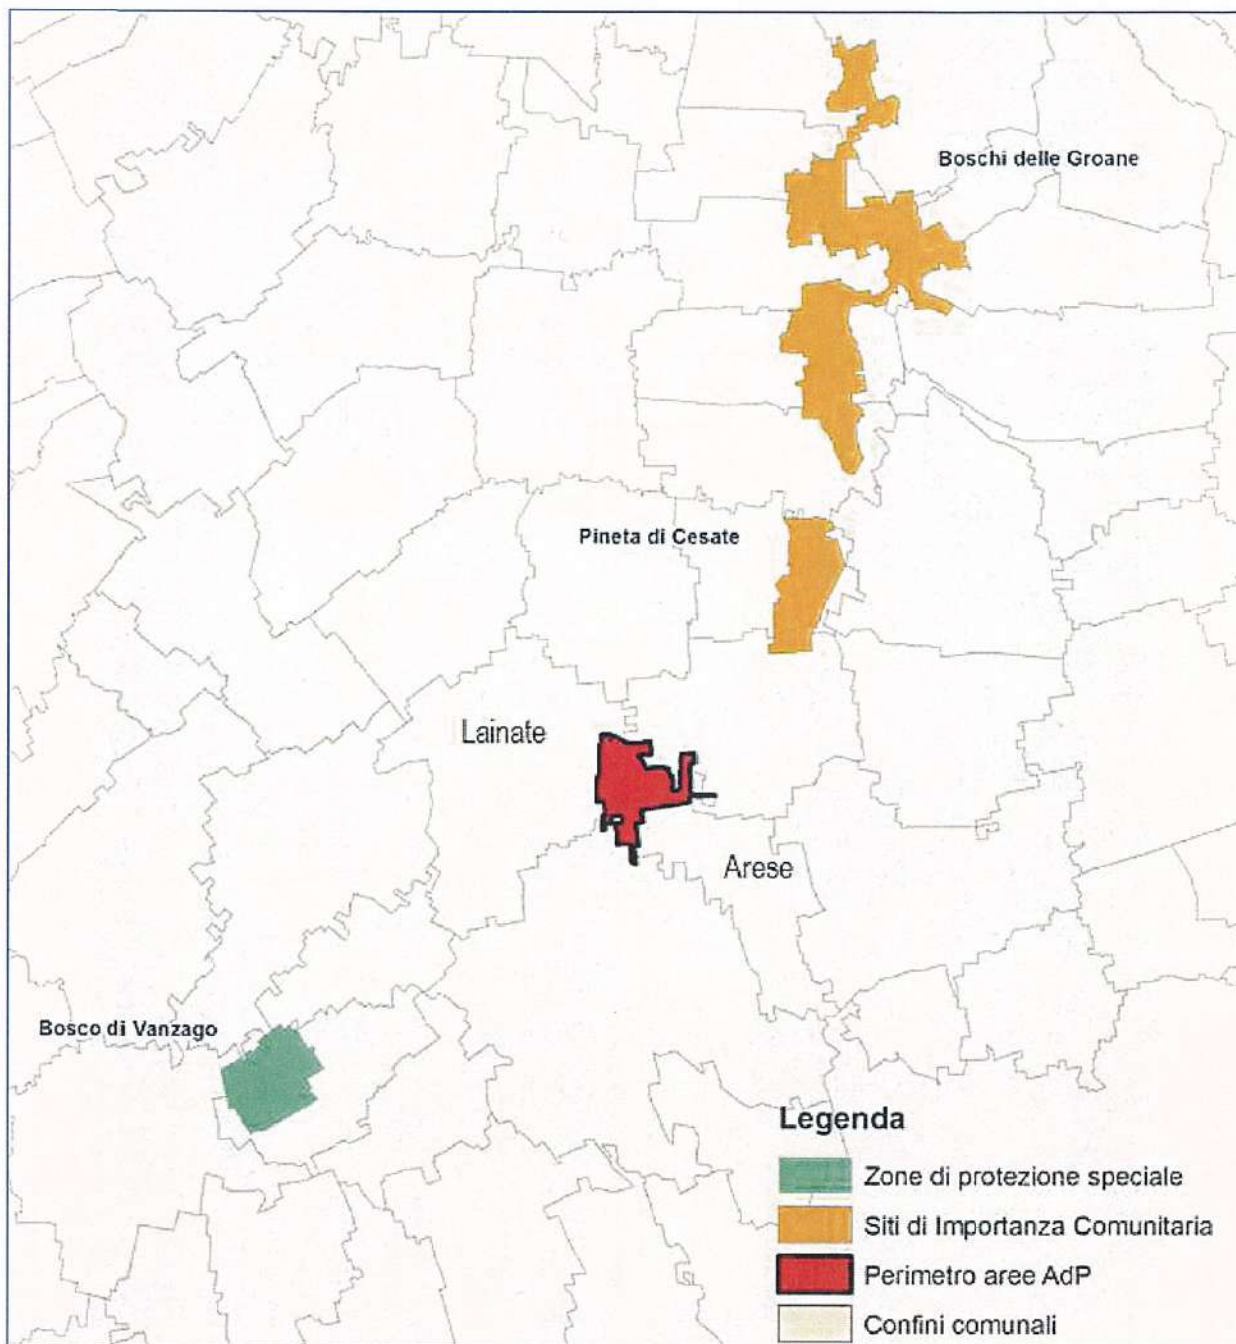 Boschi delle Groane
Pineta di Cesate
Lainate
Arese
Bosco di Vanzago
Legenda
Zone di protezione speciale
Siti di Importanza Comunitaria
Perimetro aree AdP
Confini comunali